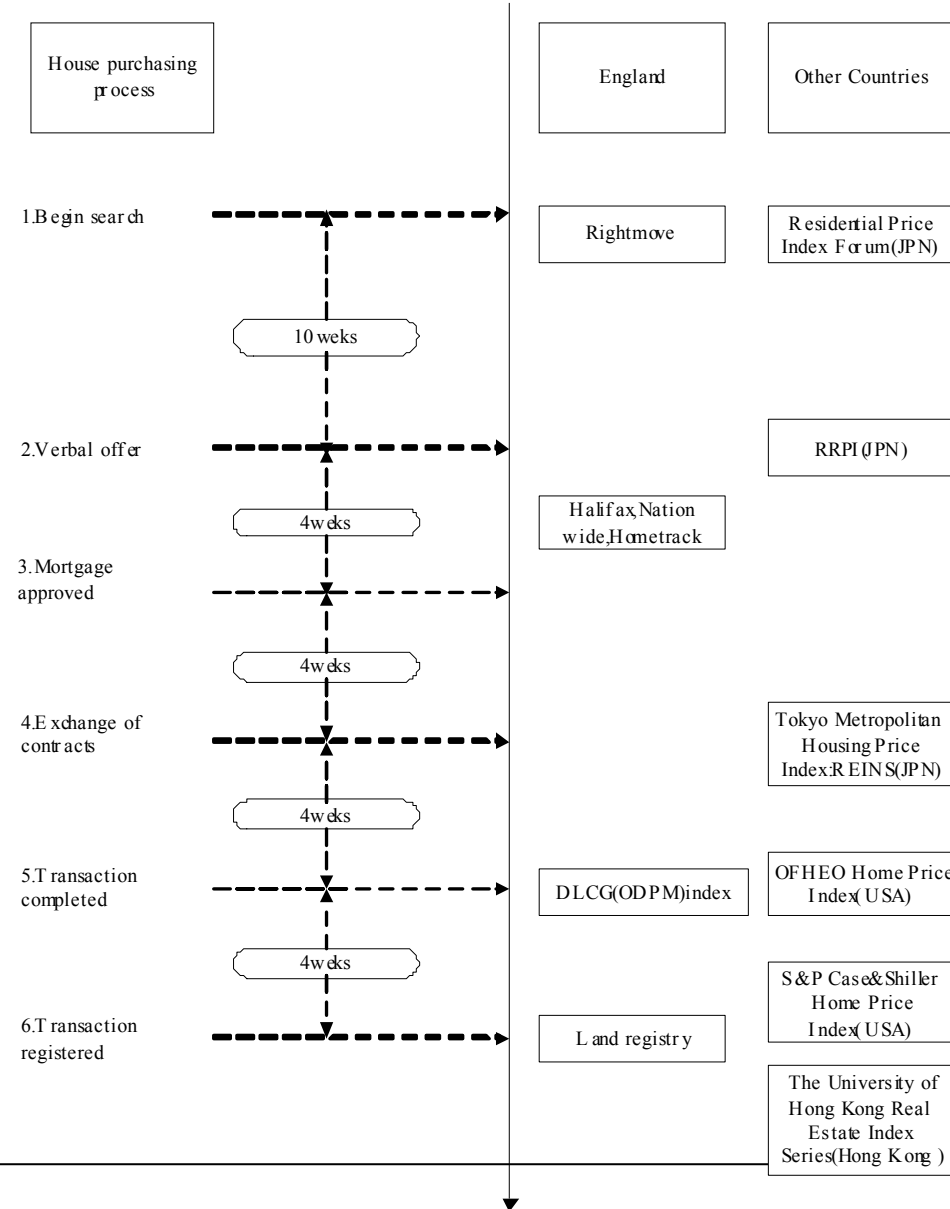 House purchasing
process
England
Other Countries
1.Begin search
Rightmove
Residential Price
Index Forum(JPN)
10 weks
2.Verbal offer
RRPI(JPN)
4weks
Halifax,Nation
wide,Hometrack
3.Mortgage
approved
4weks
4.Exchange of
contracts
Tokyo Metropolitan
Housing Price
Index:REINS(JPN)
4weks
5.Transaction
completed
DLCG(ODPM)index
OFHEO Home Price
Index(USA)
4weks
S&P Case&Shiller
Home Price
Index(USA)
6.Transaction
registered
Land registry
The University of
Hong Kong Real
Estate Index
Series(Hong Kong )